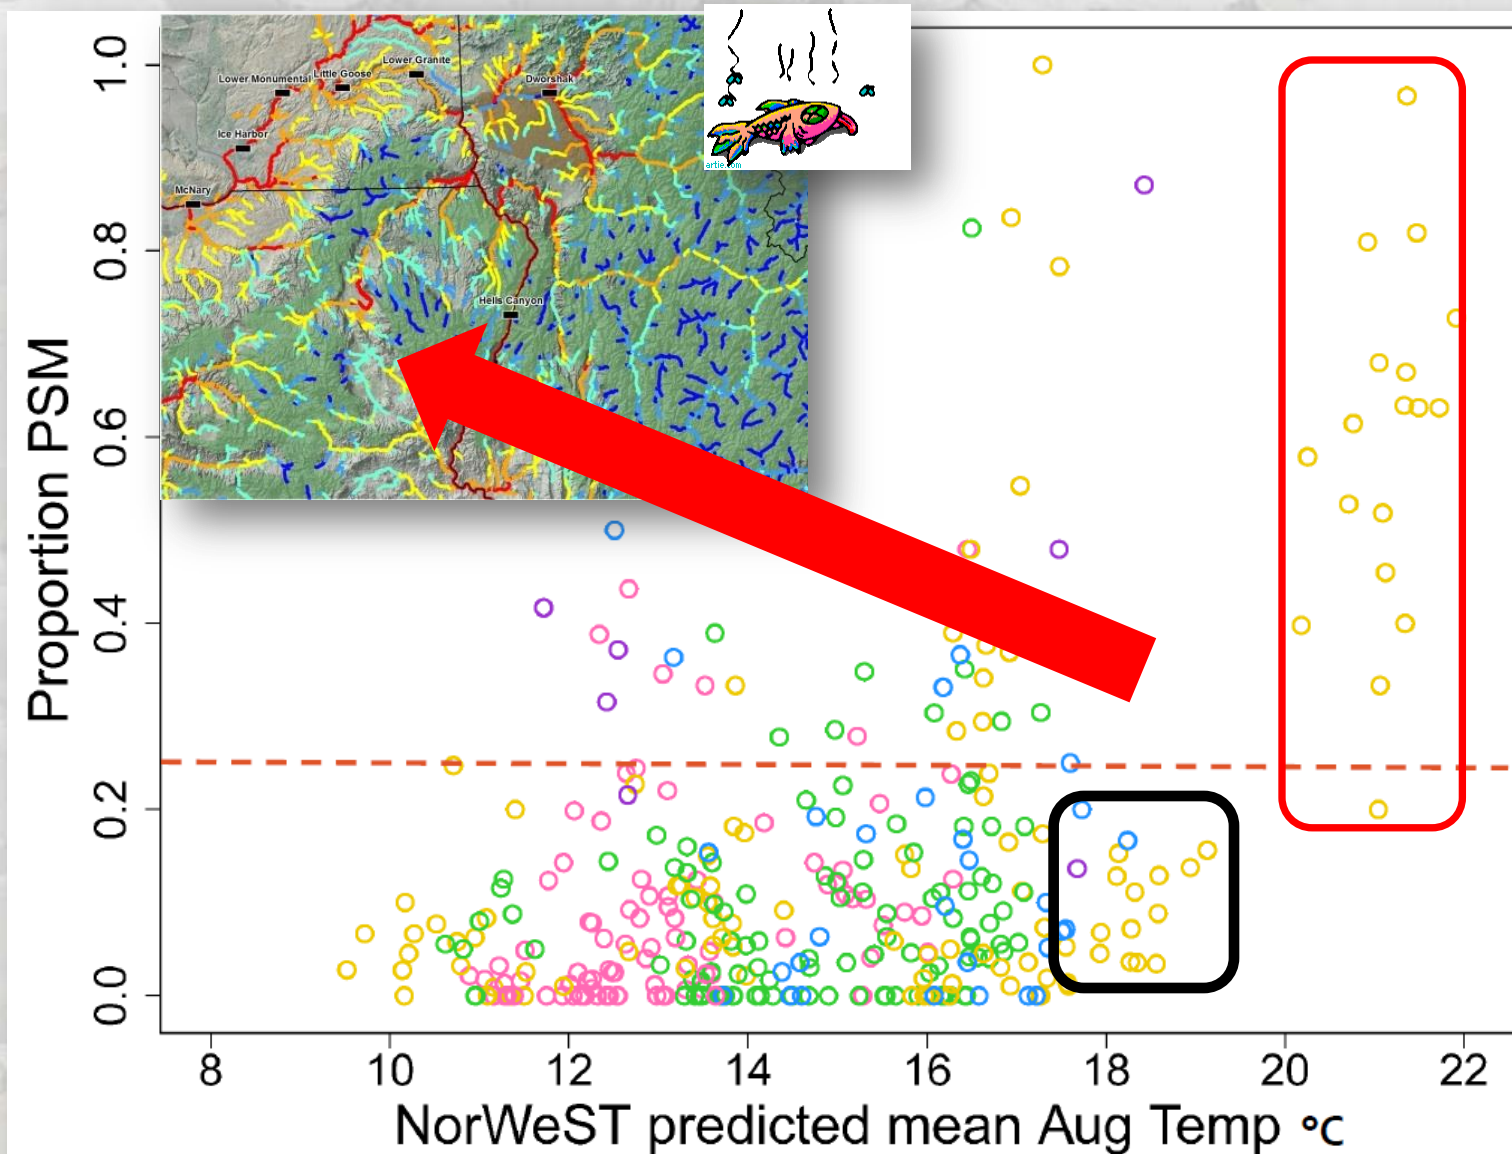 Lower Granite
Lower Monumental
Little Goose
Dworshak
Ice Harbor
McNary
Hells Canyon
artie.com
Proportion PSM
1.0
0.8
0.6
0.4
0.2
0.0
8 10 12 14 16 18 20 22
NorWeST predicted mean Aug Temp °C